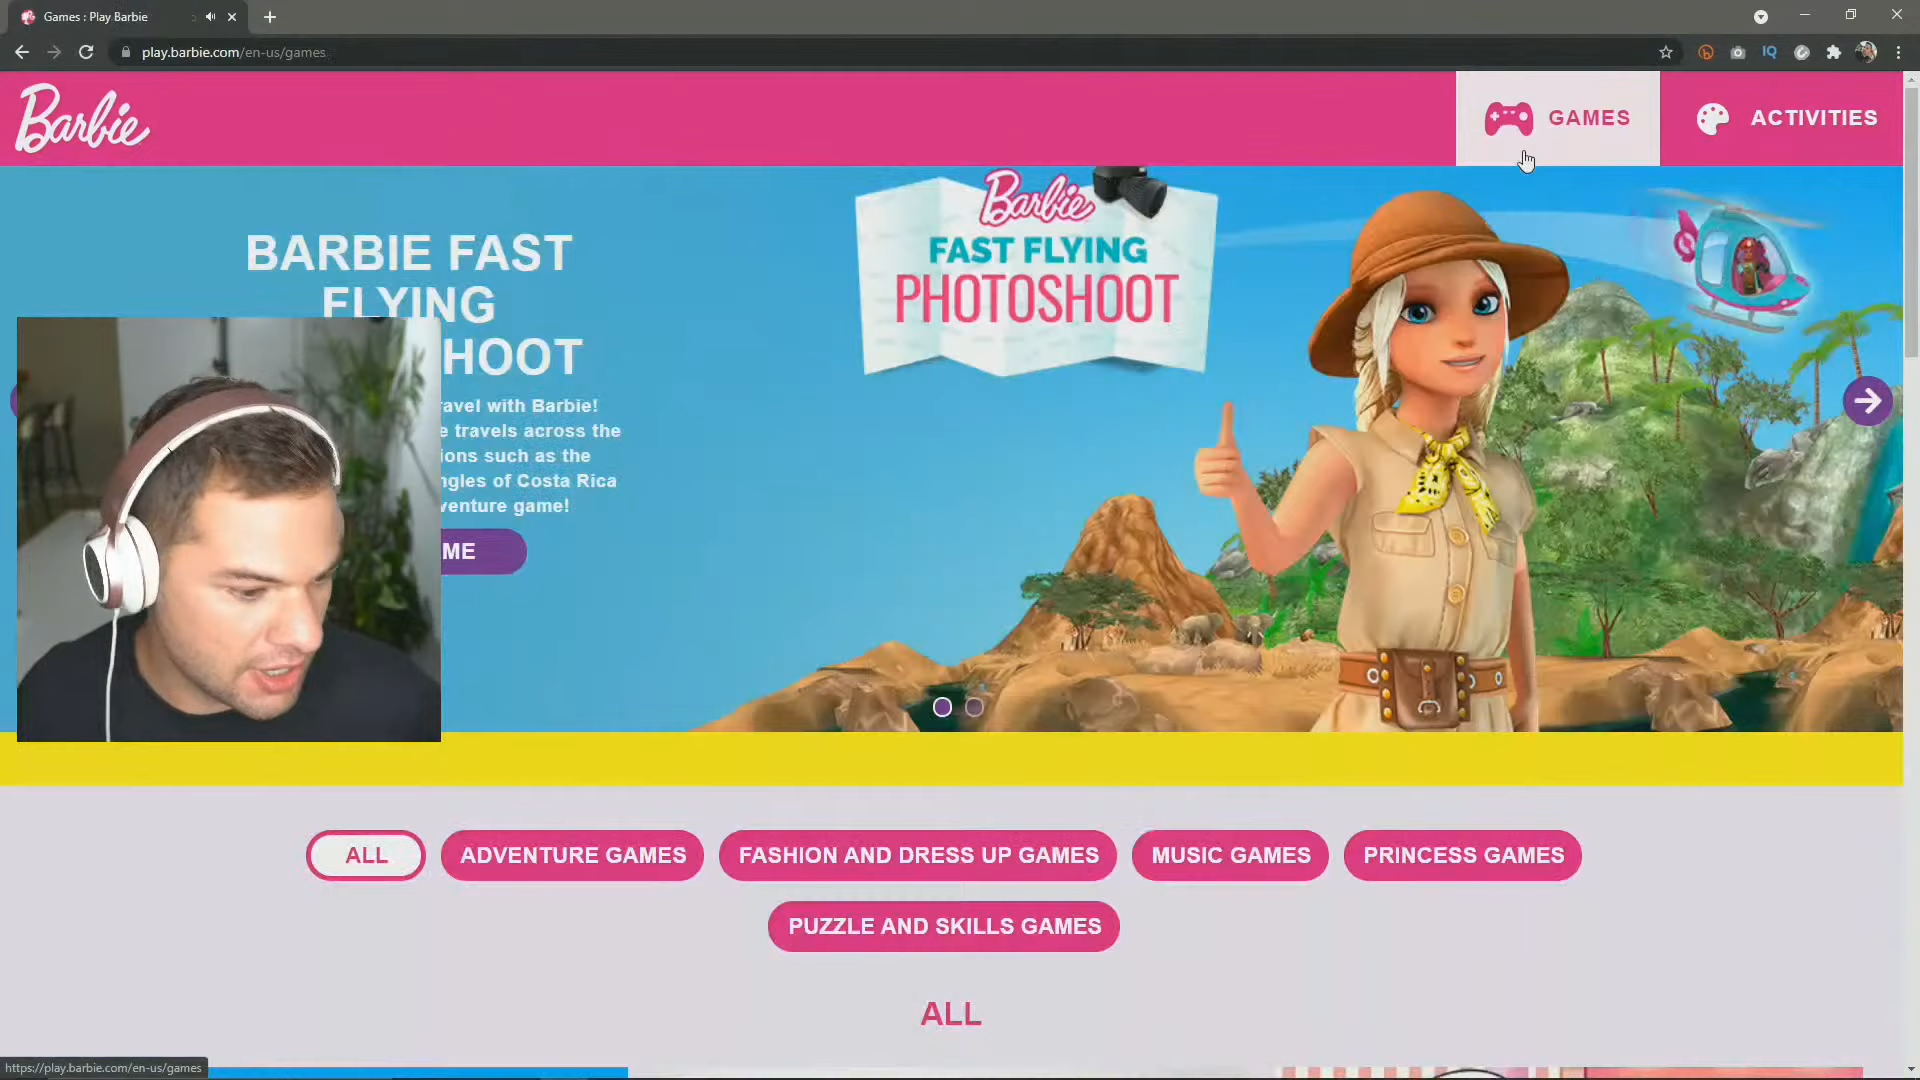 Games : Play Barbie
play.barbie.com/en-us/games
IQ
Barbie
GAMES
ACTIVITIES
BARBIE FAST
FLYING
HOOT
avel with Barbie!
e travels across the
ions such as the
ngles of Costa Rica
venture game!
ME
Barbie
FAST FLYING
PHOTOSHOOT
ALL
ADVENTURE GAMES
FASHION AND DRESS UP GAMES
MUSIC GAMES
PRINCESS GAMES
PUZZLE AND SKILLS GAMES
ALL
https://play.barbie.com/en-us/games